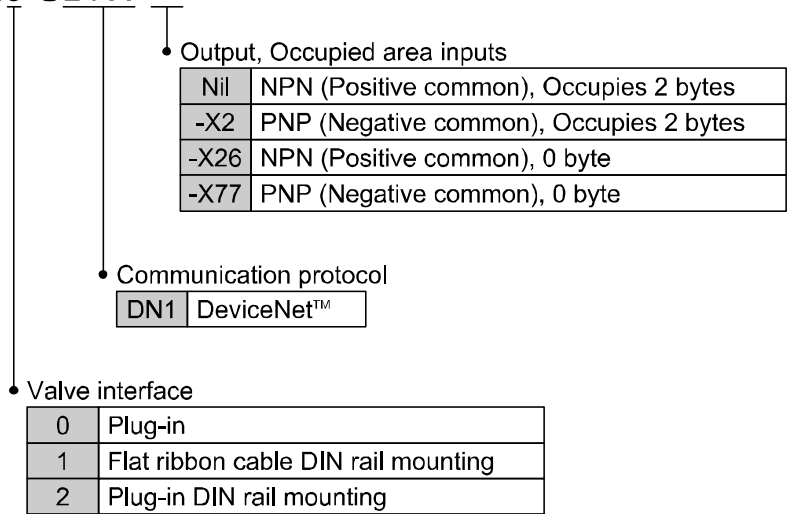 Output, Occupied area inputs
Nil NPN (Positive common), Occupies 2 bytes
-X2 PNP (Negative common), Occupies 2 bytes
-X26 NPN (Positive common), 0 byte
-X77 PNP (Negative common), 0 byte
Communication protocol
DN1 DeviceNet™
Valve interface
0 Plug-in
1 Flat ribbon cable DIN rail mounting
2 Plug-in DIN rail mounting